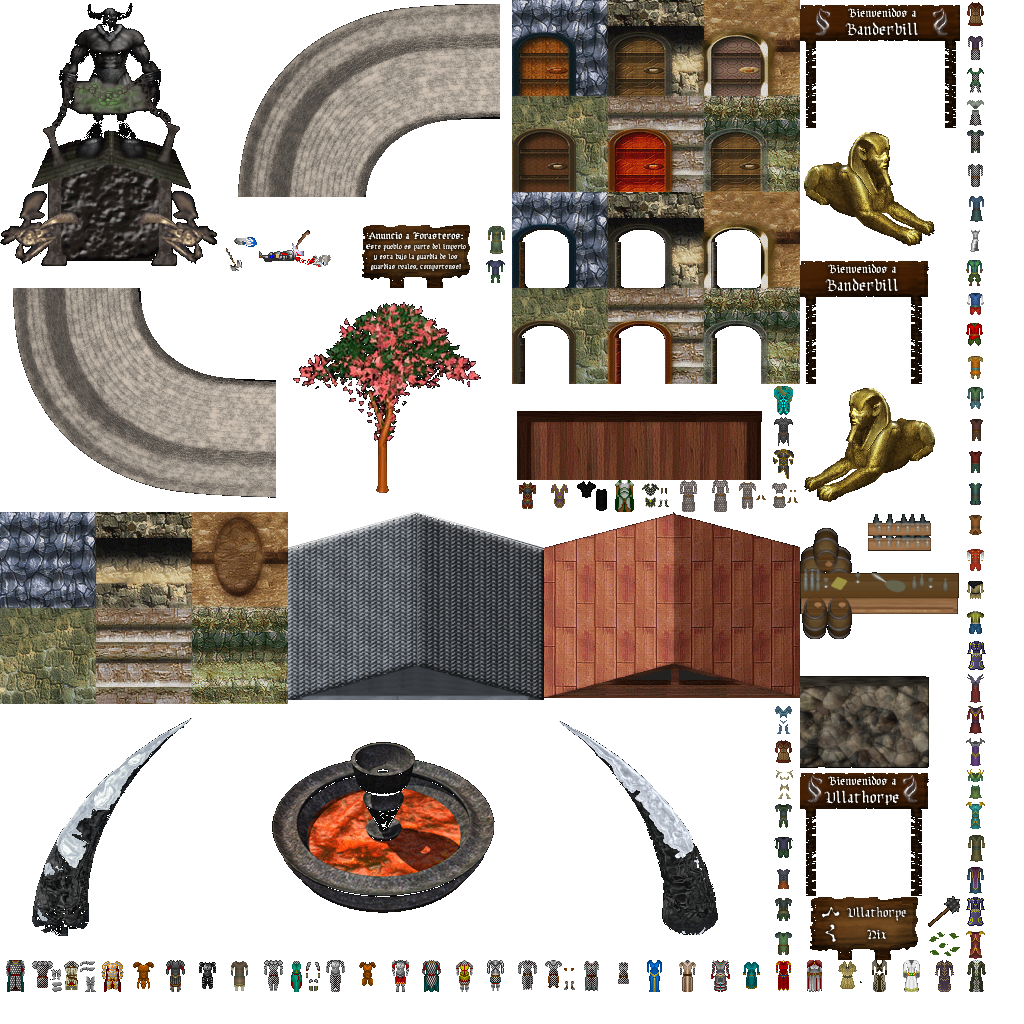 Bienvenidos a
Banderbill
Anuncio a Forasteros:
Este pueblo es parte del imperio
y esta bajo la guardia de las
guardias reales, comportense!
Bienvenidos a
Banderbill
Bienvenidos a
Ullathorpe
Ullathorpe
Nix